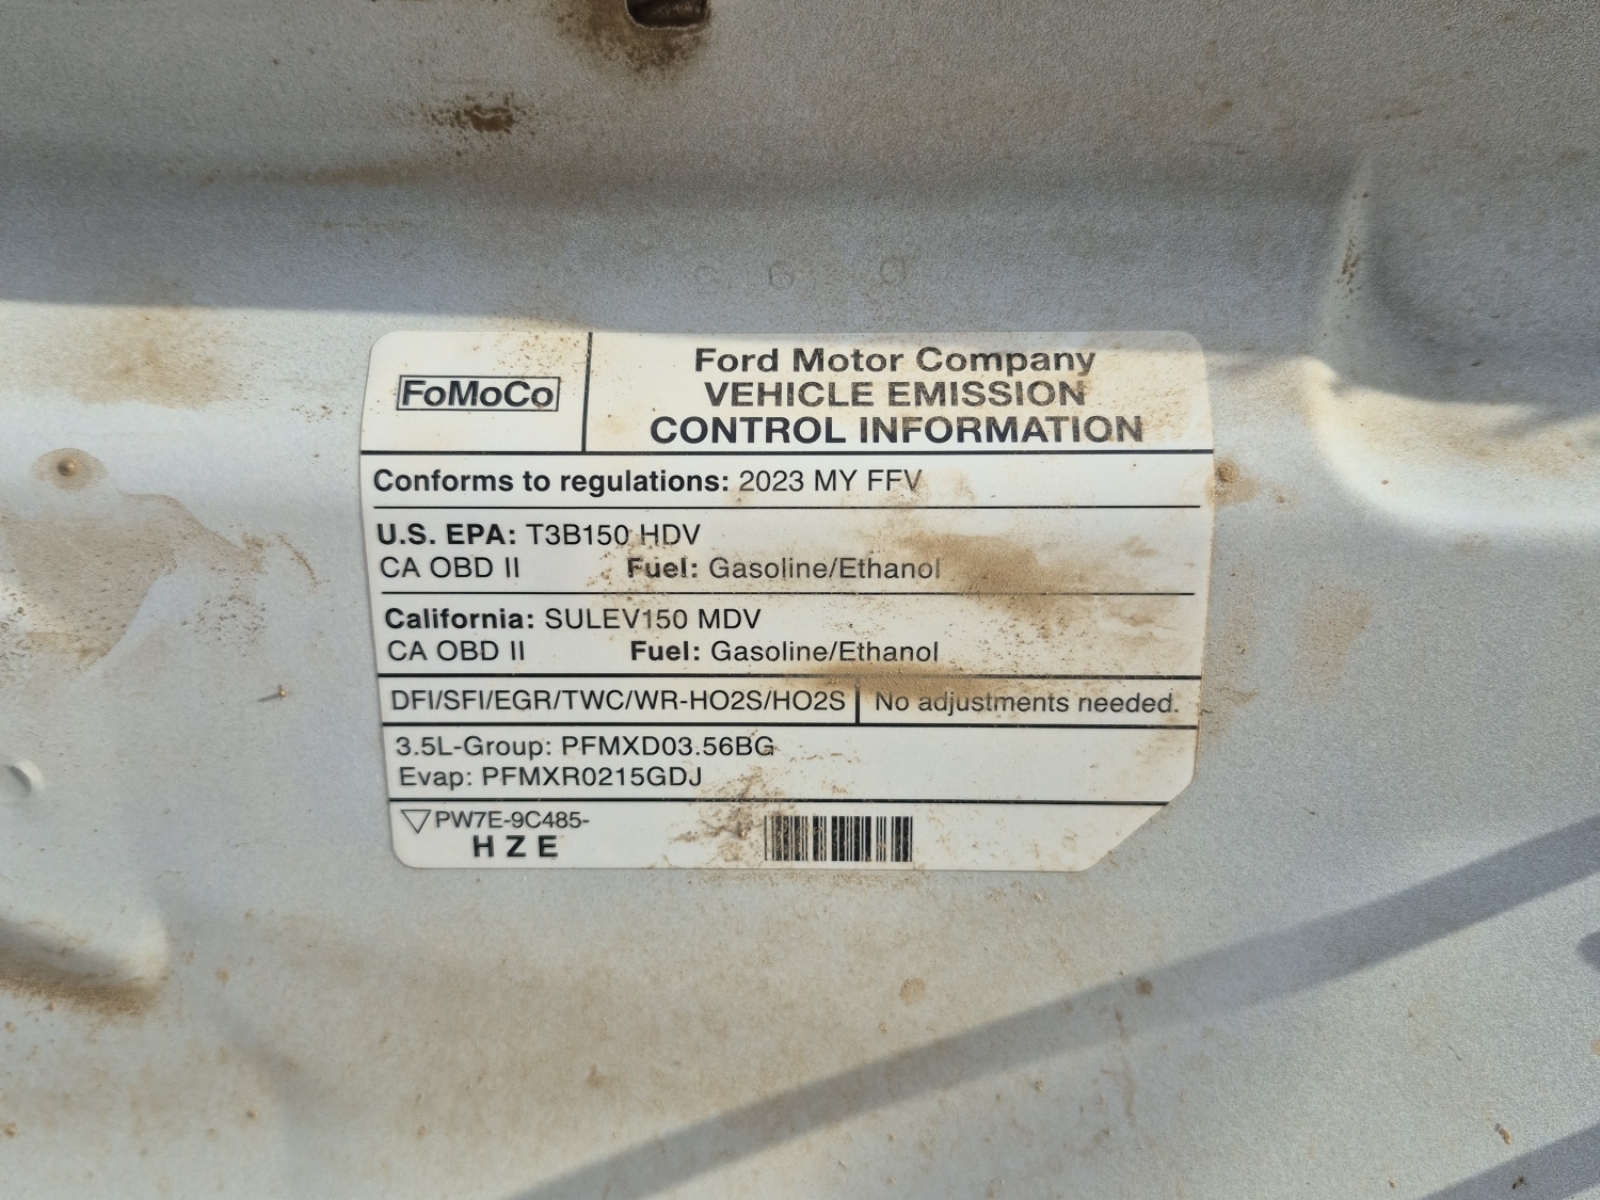 FoMoCo
Ford Motor Company
VEHICLE EMISSION
CONTROL INFORMATION
Conforms to regulations: 2023 MY FFV
U.S. EPA: T3B150 HDV
CA OBD II Fuel: Gasoline/Ethanol
California: SULEV150 MDV
CA OBD II Fuel: Gasoline/Ethanol
DFI/SFI/EGR/TWC/WR-HO2S/HO2S No adjustments needed.
3.5L-Group: PFMXD03.56BG
Evap: PFMXR0215GDJ
PW7E-9C485-
H Z E